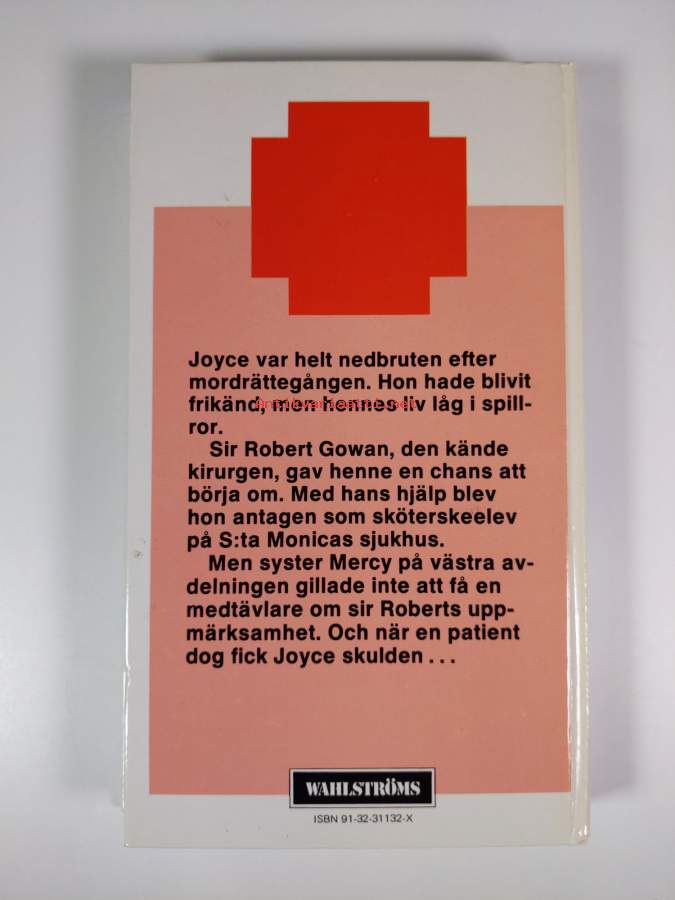 Joyce var helt nedbruten efter
mordrättegången. Hon hade blivit
frikänd, men hennes liv låg i spill-
ror.
Sir Robert Gowan, den kände
kirurgen, gav henne en chans att
börja om. Med hans hjälp blev
hon antagen som sköterskeelev
på S:ta Monicas sjukhus.
Men syster Mercy på västra av-
delningen gillade inte att få en
medtävlare om sir Roberts upp-
märksamhet. Och när en patient
dog fick Joyce skulden ...
WAHLSTRÖMS
ISBN 91-32-31132-X